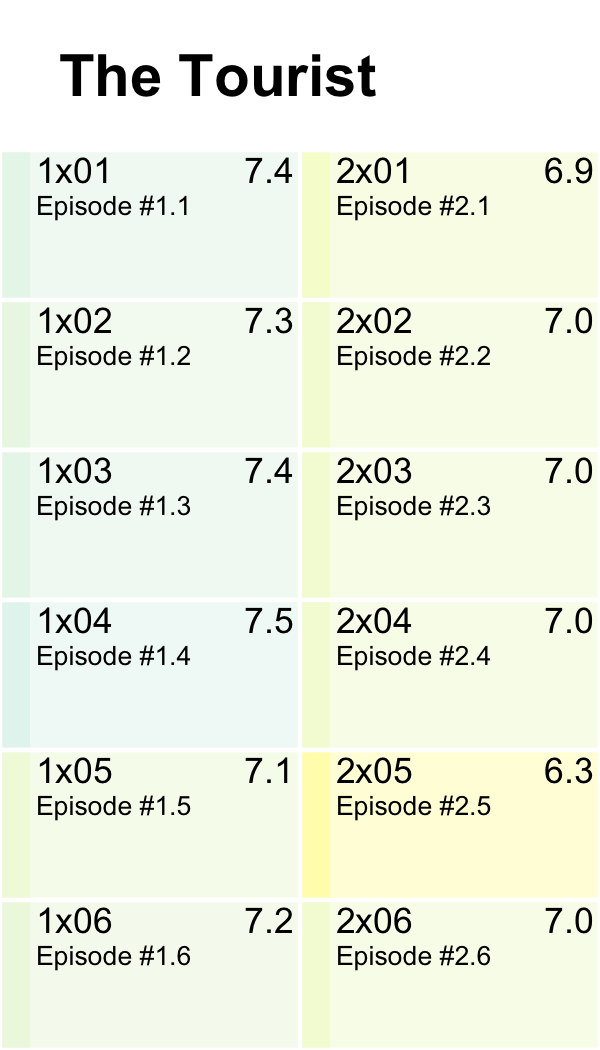 The Tourist
1x01 7.4
Episode #1.1
1x02 7.3
Episode #1.2
1x03 7.4
Episode #1.3
1x04 7.5
Episode #1.4
1x05 7.1
Episode #1.5
1x06 7.2
Episode #1.6
2x01 6.9
Episode #2.1
2x02 7.0
Episode #2.2
2x03 7.0
Episode #2.3
2x04 7.0
Episode #2.4
2x05 6.3
Episode #2.5
2x06 7.0
Episode #2.6